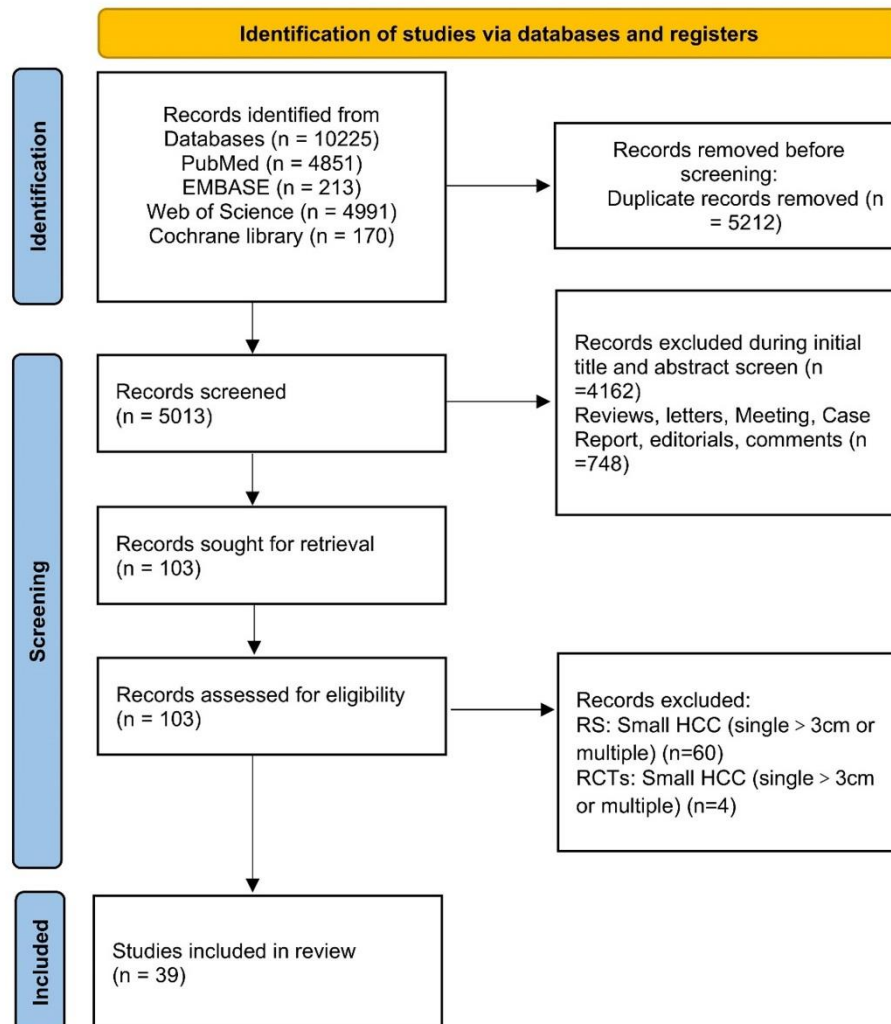 Identification of studies via databases and registers
Identification
Records identified from
Databases (n = 10225)
PubMed (n = 4851)
EMBASE (n = 213)
Web of Science (n = 4991)
Cochrane library (n = 170)
Records removed before
screening:
Duplicate records removed (n
= 5212)
Screening
Records screened
(n = 5013)
Records excluded during initial
title and abstract screen (n
=4162)
Reviews, letters, Meeting, Case
Report, editorials, comments (n
=748)
Records sought for retrieval
(n = 103)
Records assessed for eligibility
(n = 103)
Records excluded:
RS: Small HCC (single > 3cm or
multiple) (n=60)
RCTs: Small HCC (single > 3cm
or multiple) (n=4)
Included
Studies included in review
(n = 39)